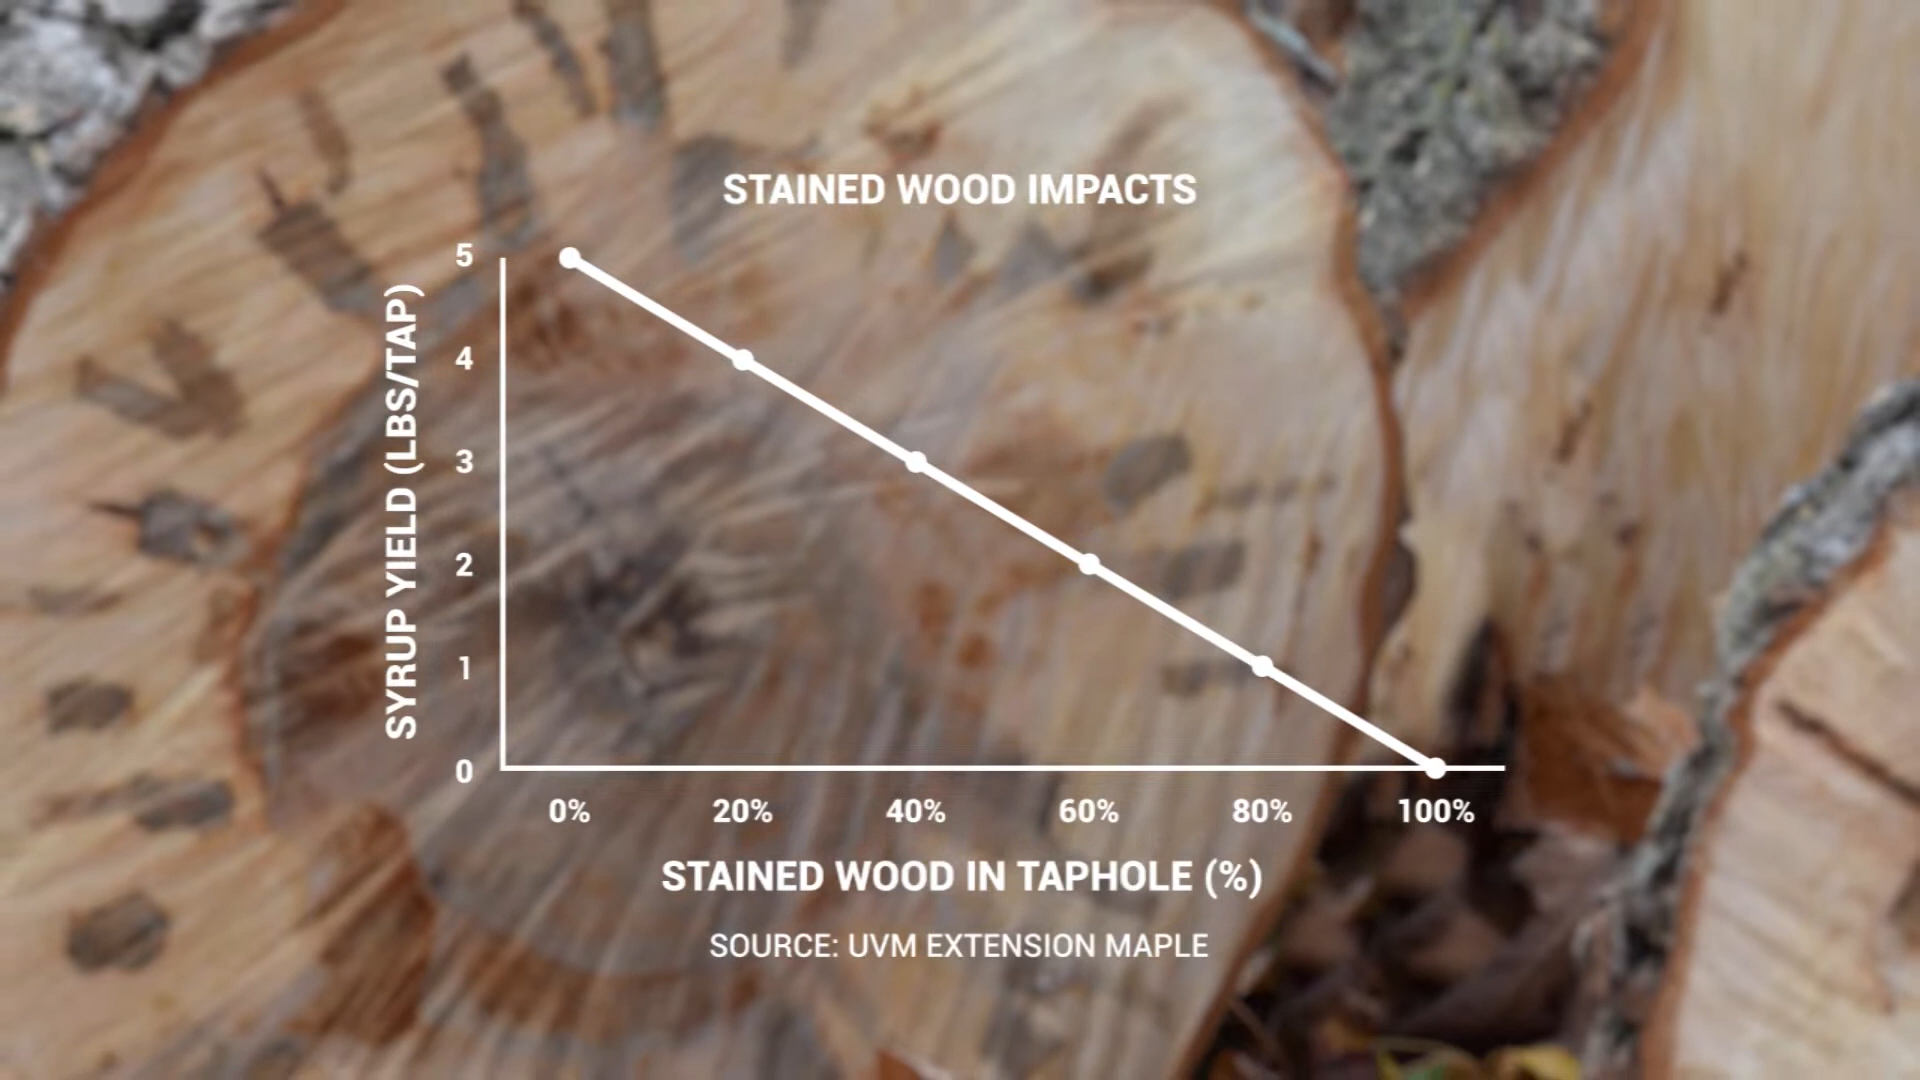 STAINED WOOD IMPACTS
5
4
3
2
1
0
SYRUP YIELD (LBS/TAP)
0% 20% 40% 60% 80% 100%
STAINED WOOD IN TAPHOLE (%)
SOURCE: UVM EXTENSION MAPLE